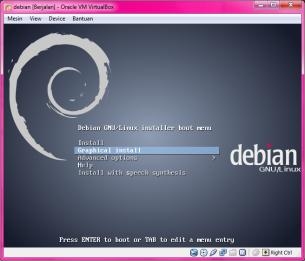 debian [Berjalan] - Oracle VM VirtualBox
Mesin View Device Bantuan
Debian GNU/Linux installer boot menu
Install
Graphical install
Advanced options >
Help
Install with speech synthesis
debian
GNU/Linux
Press ENTER to boot or TAB to edit a menu entry
Right Ctrl